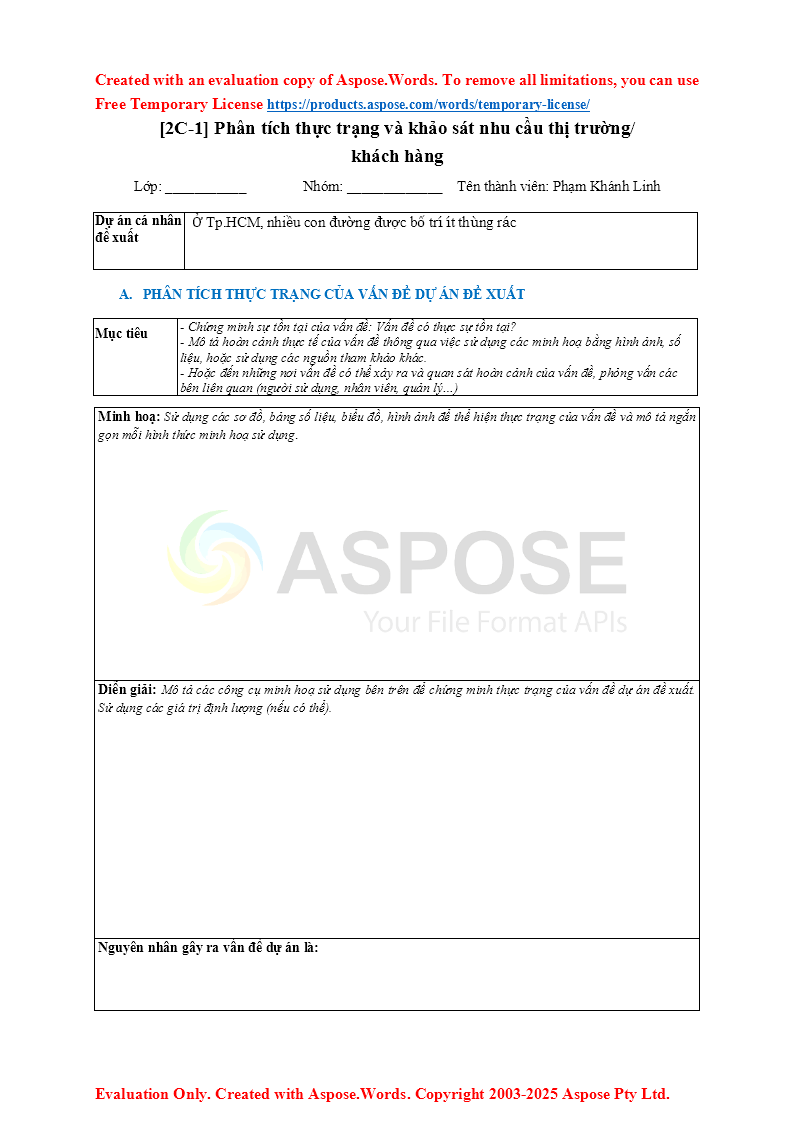 Created with an evaluation copy of Aspose.Words. To remove all limitations, you can use
Free Temporary License https://products.aspose.com/words/temporary-license/
[2C-1] Phân tích thực trạng và khảo sát nhu cầu thị trường/
khách hàng
Lớp: ___________ Nhóm: _____________ Tên thành viên: Phạm Khánh Linh
Dự án cá nhân
đề xuất
Ở Tp.HCM, nhiều con đường được bố trí ít thùng rác
A. PHÂN TÍCH THỰC TRẠNG CỦA VẤN ĐỀ DỰ ÁN ĐỀ XUẤT
Mục tiêu
- Chứng minh sự tồn tại của vấn đề: Vấn đề có thực sự tồn tại?
- Mô tả hoàn cảnh thực tế của vấn đề thông qua việc sử dụng các minh hoạ bằng hình ảnh, số
liệu, hoặc sử dụng các nguồn tham khảo khác.
- Hoặc đến những nơi vấn đề có thể xảy ra và quan sát hoàn cảnh của vấn đề, phỏng vấn các
bên liên quan (người sử dụng, nhân viên, quản lý...)
Minh hoạ: Sử dụng các sơ đồ, bảng số liệu, biểu đồ, hình ảnh để thể hiện thực trạng của vấn đề và mô tả ngắn
gọn mỗi hình thức minh hoạ sử dụng.
ASPOSE
Your File Format APIs
Diễn giải: Mô tả các công cụ minh hoạ sử dụng bên trên để chứng minh thực trạng của vấn đề dự án đề xuất.
Sử dụng các giá trị định lượng (nếu có thể).
Nguyên nhân gây ra vấn đề dự án là:
Evaluation Only. Created with Aspose.Words. Copyright 2003-2025 Aspose Pty Ltd.